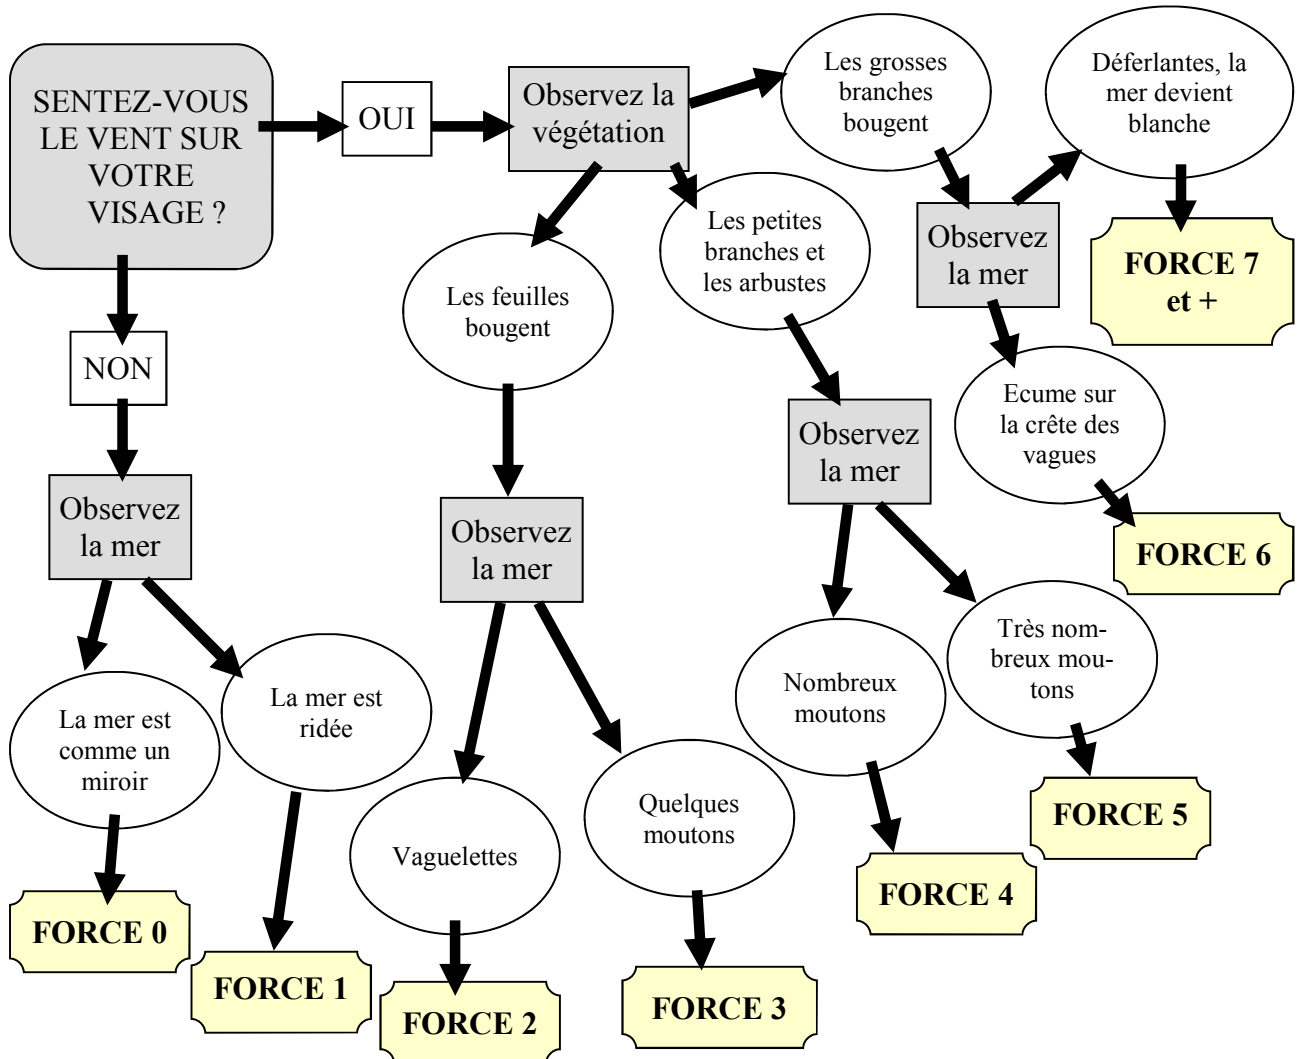 SENTEZ-VOUS
LE VENT SUR
VOTRE
VISAGE ?
OUI
NON
Observez la
végétation
Les grosses
branches
bougent
Déferlantes, la
mer devient
blanche
Les petites
branches et
les arbustes
Observez
la mer
FORCE 7
et +
Les feuilles
bougent
Ecume sur
la crête des
vagues
Observez
la mer
Observez
la mer
Observez
la mer
FORCE 6
Très nom-
breux mou-
tons
Nombreux
moutons
La mer est
ridée
La mer est
comme un
miroir
Quelques
moutons
Vaguelettes
FORCE 5
FORCE 4
FORCE 0
FORCE 1
FORCE 3
FORCE 2